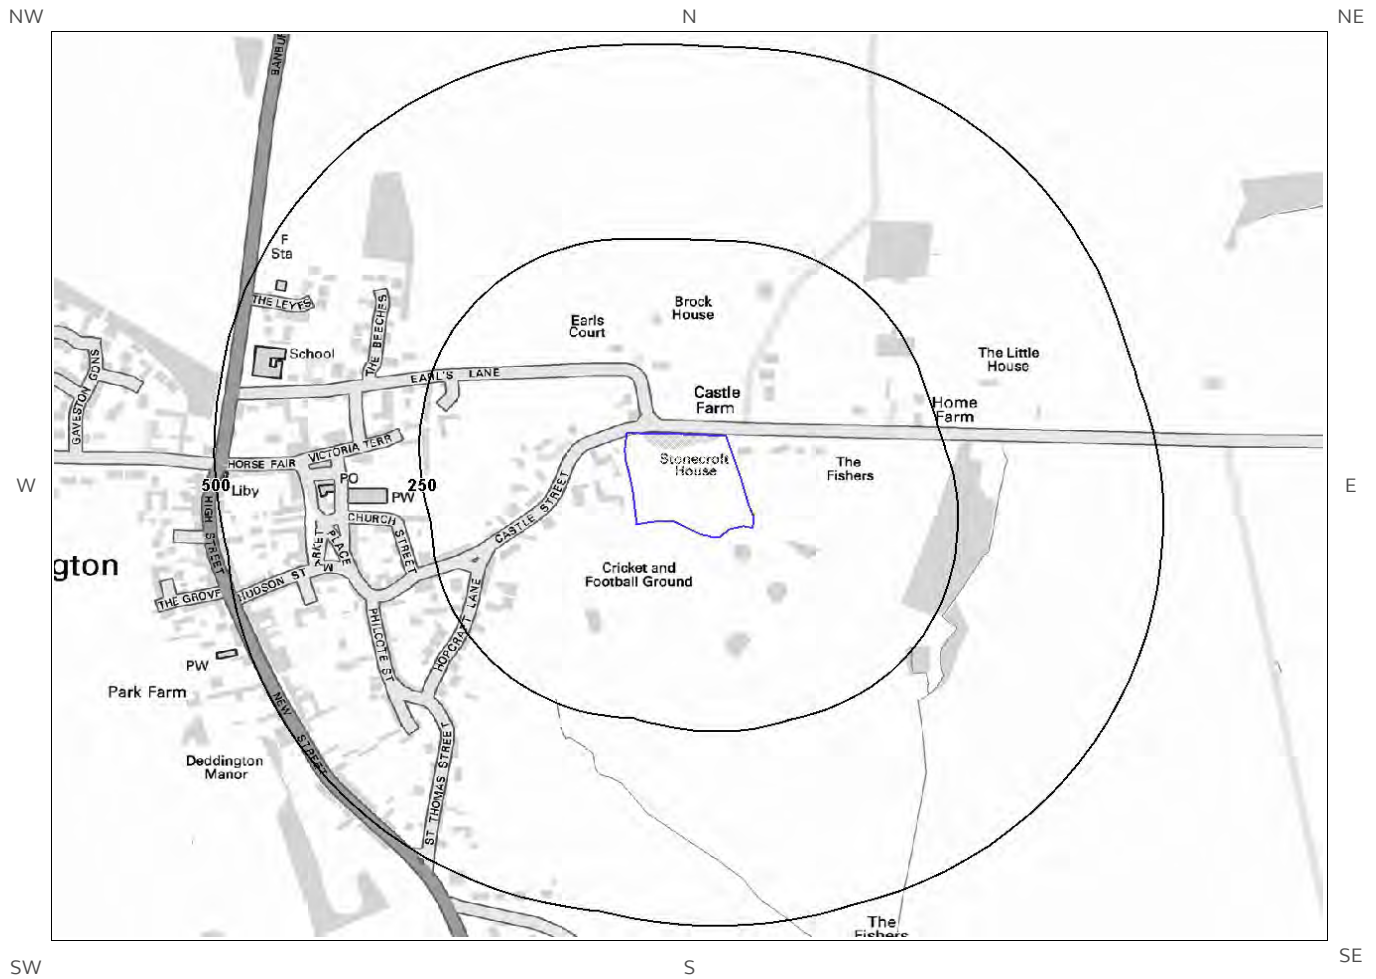 NW
N
NE
BANBU
F
Sta
THE LEYES
School
THE BEECHES
GAVESTON GDNS
EARL'S LANE
Earls
Court
Brock
House
The Little
House
Castle
Farm
Home
Farm
VICTORIA TERR
HORSE FAIR
PO
PW
Liby
500
250
W
E
Stonecroft
House
The
Fishers
HIGH STREET
CHURCH STREET
MARKET PLACE
CASTLE STREET
gton
Cricket and
Football Ground
THE GROVE
HUDSON ST
PHILCOTE ST
HOPCRAFT LANE
PW
Park Farm
NEW STREET
Deddington
Manor
ST THOMAS STREET
The
Fishers
SW
S
SE